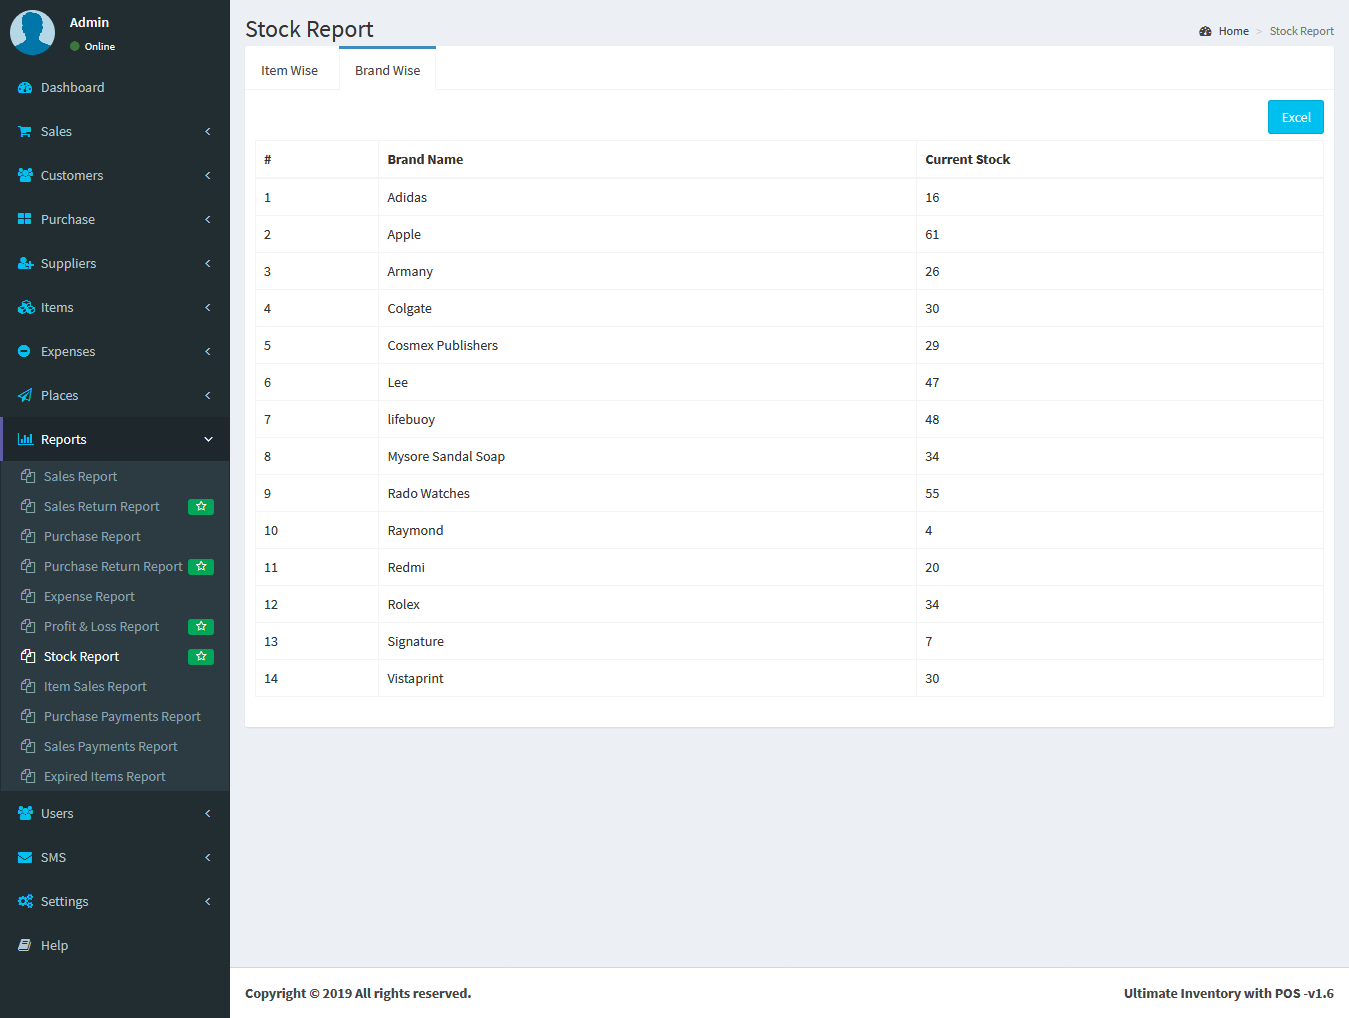 Admin
Online
Dashboard
Sales
Customers
Purchase
Suppliers
Items
Expenses
Places
Reports
Sales Report
Sales Return Report
Purchase Report
Purchase Return Report
Expense Report
Profit & Loss Report
Stock Report
Item Sales Report
Purchase Payments Report
Sales Payments Report
Expired Items Report
Users
SMS
Settings
Help
Stock Report
Home > Stock Report
Item Wise Brand Wise
Excel
# Brand Name Current Stock
1 Adidas 16
2 Apple 61
3 Armany 26
4 Colgate 30
5 Cosmex Publishers 29
6 Lee 47
7 lifebuoy 48
8 Mysore Sandal Soap 34
9 Rado Watches 55
10 Raymond 4
11 Redmi 20
12 Rolex 34
13 Signature 7
14 Vistaprint 30
Copyright © 2019 All rights reserved.
Ultimate Inventory with POS -v1.6